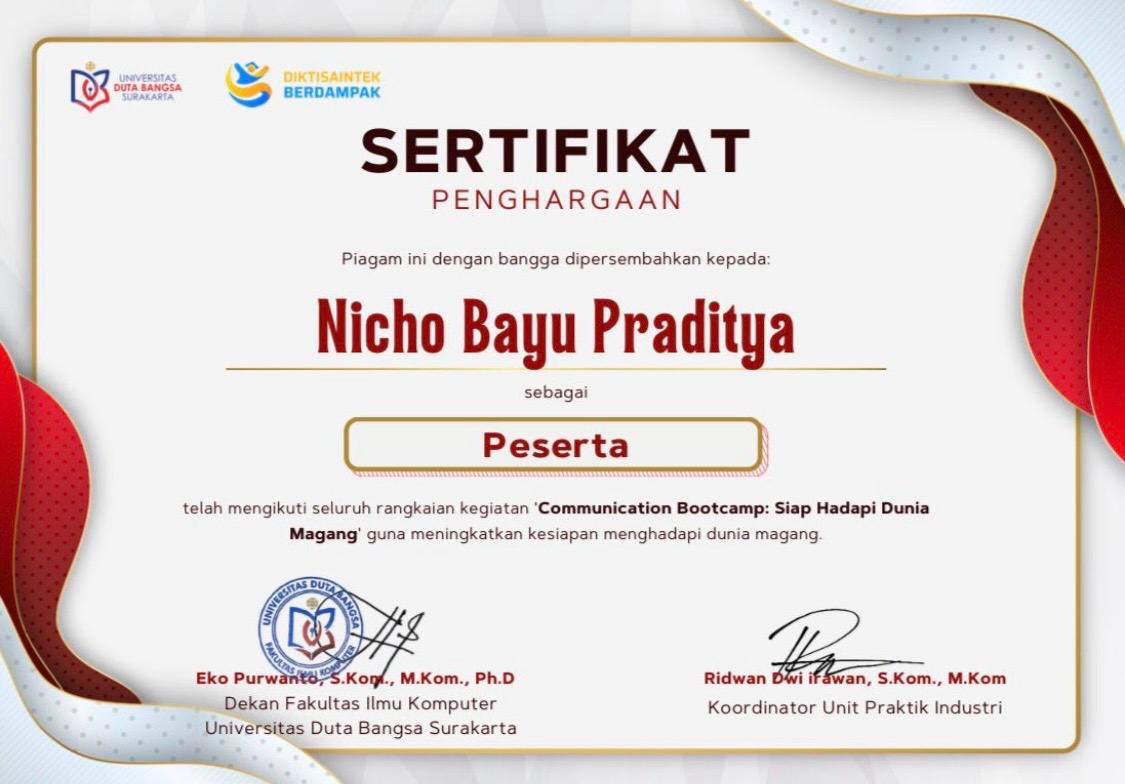 UNIVERSITAS
DUTA BANGSA
SURAKARTA
DIKTISAINTEK
BERDAMPAK
SERTIFIKAT
PENGHARGAAN
Piagam ini dengan bangga dipersembahkan kepada:
Nicho Bayu Praditya
sebagai
Peserta
telah mengikuti seluruh rangkaian kegiatan 'Communication Bootcamp: Siap Hadapi Dunia
Magang' guna meningkatkan kesiapan menghadapi dunia magang.
UNIVERSITAS DUTA BANGSA
FAKULTAS ILMU KOMPUTER
Eko Purwanto, S.Kom., M.Kom., Ph.D
Dekan Fakultas Ilmu Komputer
Universitas Duta Bangsa Surakarta
Ridwan Dwi irawan, S.Kom., M.Kom
Koordinator Unit Praktik Industri